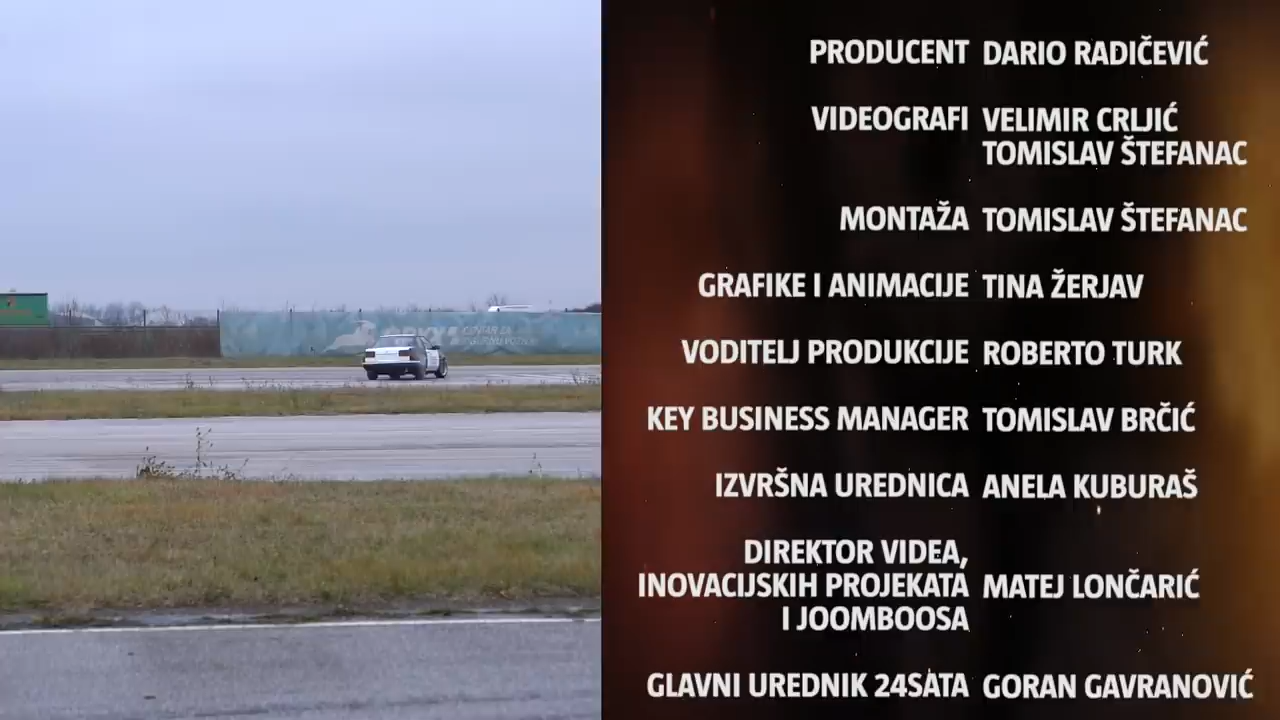 PRODUCENT DARIO RADIČEVIĆ
VIDEOGRAFI VELIMIR CRLJIĆ
TOMISLAV ŠTEFANAC
MONTAŽA TOMISLAV ŠTEFANAC
GRAFIKE I ANIMACIJE TINA ŽERJAV
VODITELJ PRODUKCIJE ROBERTO TURK
KEY BUSINESS MANAGER TOMISLAV BRČIĆ
IZVRŠNA UREDNICA ANELA KUBURAŠ
DIREKTOR VIDEA,
INOVACIJSKIH PROJEKATA MATEJ LONČARIĆ
I JOOMBOOSA
GLAVNI UREDNIK 24SATA GORAN GAVRANOVIĆ